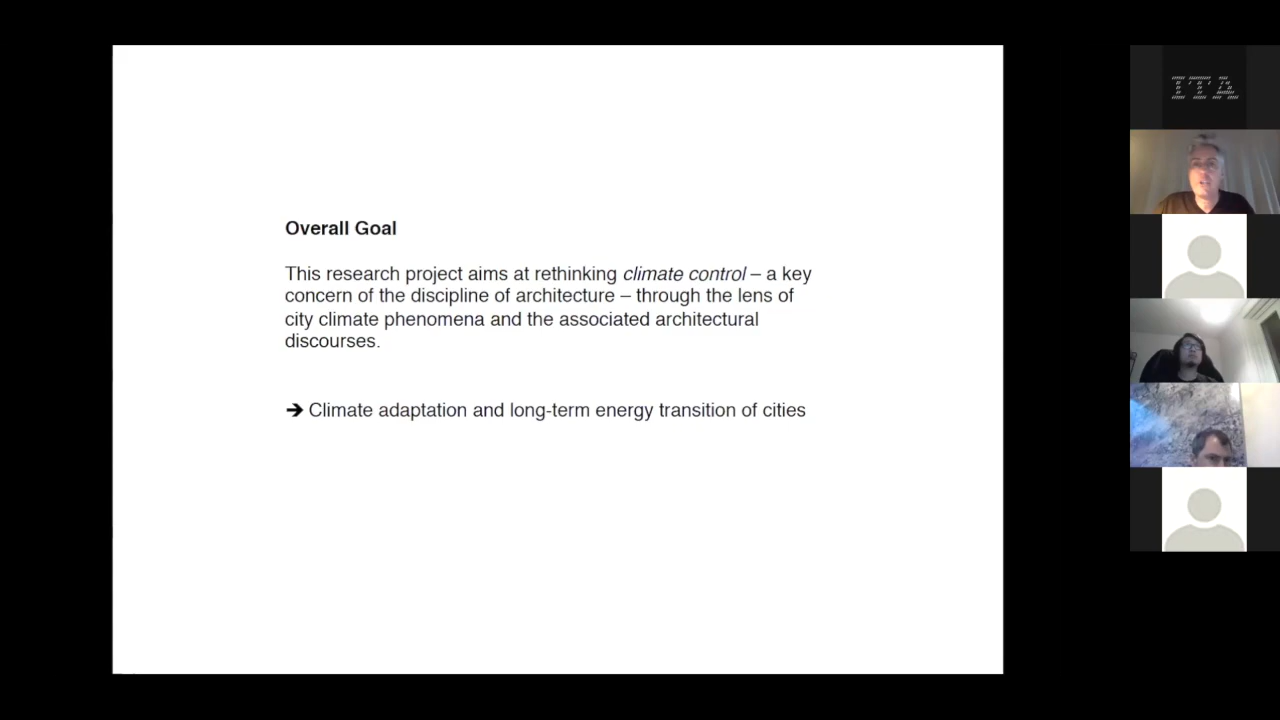 ITA
Overall Goal
This research project aims at rethinking climate control – a key
concern of the discipline of architecture – through the lens of
city climate phenomena and the associated architectural
discourses.
➔ Climate adaptation and long-term energy transition of cities